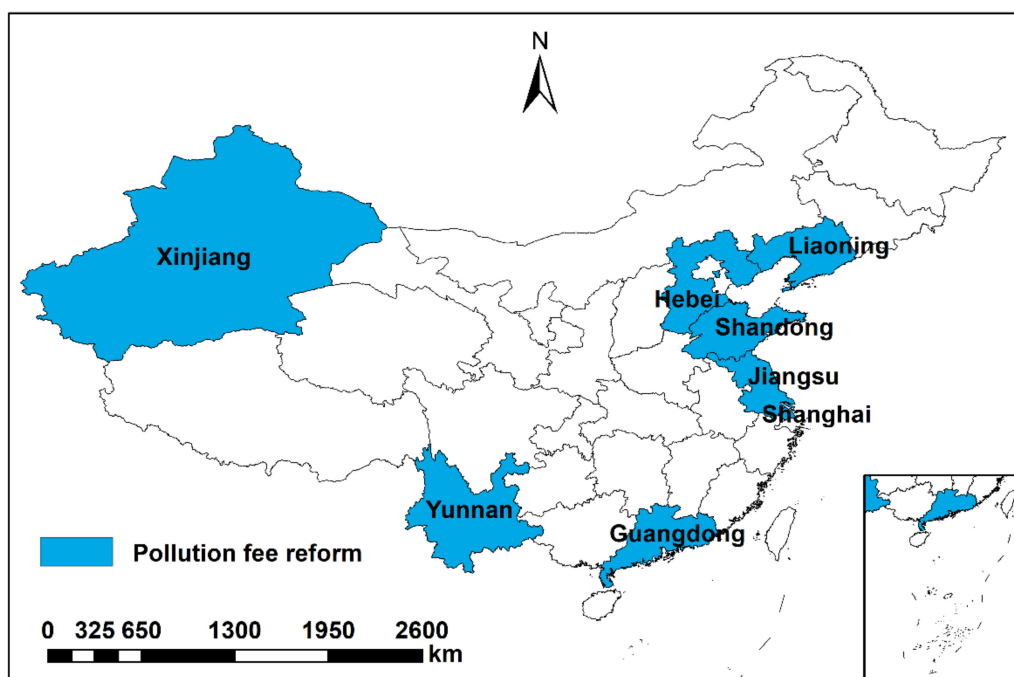 N
Xinjiang
Liaoning
Hebei
Shandong
Jiangsu
Shanghai
Yunnan
Guangdong
Pollution fee reform
0 325 650 1300 1950 2600
km